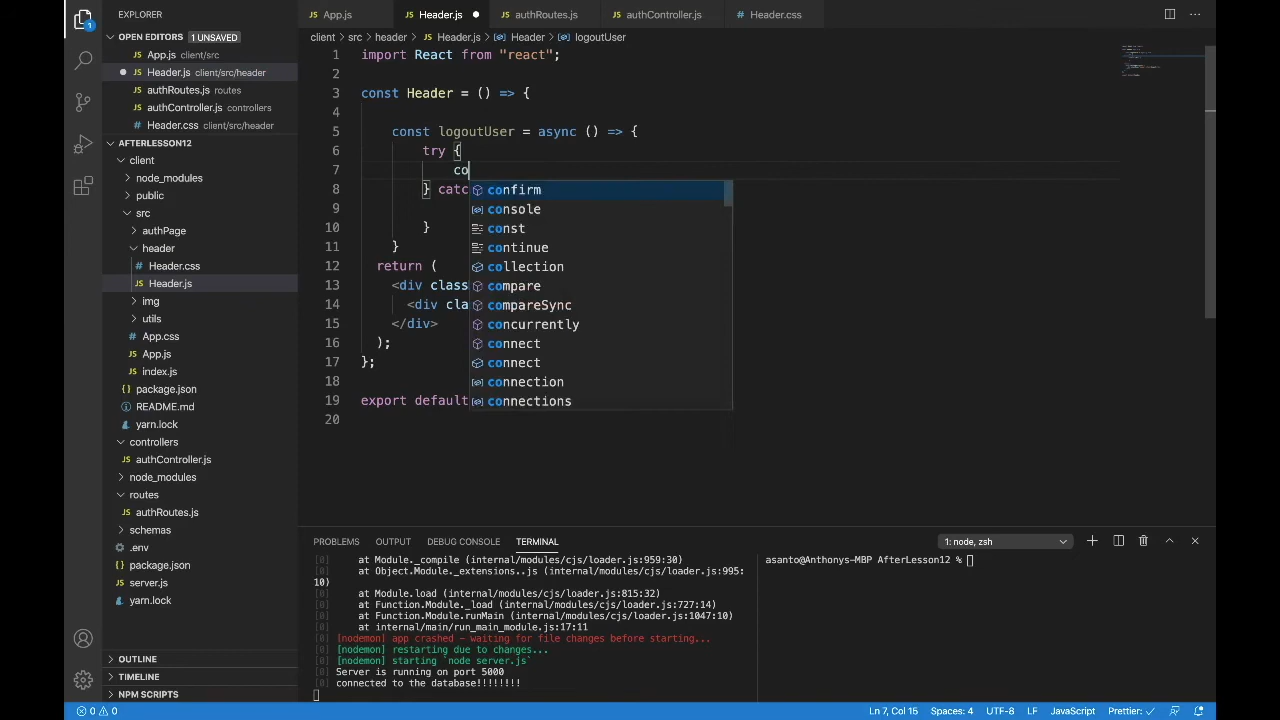 EXPLORER
App.js
Header.js
authRoutes.js
authController.js
Header.css
OPEN EDITORS 1 UNSAVED
client > src > header > Header.js > Header > logoutUser
App.js client/src
Header.js client/src/header
authRoutes.js routes
authController.js controllers
Header.css client/src/header
AFTERLESSON12
client
node_modules
public
src
authPage
header
Header.css
Header.js
img
utils
App.css
App.js
index.js
package.json
README.md
yarn.lock
controllers
authController.js
node_modules
routes
authRoutes.js
schemas
.env
package.json
server.js
yarn.lock
OUTLINE
TIMELINE
NPM SCRIPTS
1 import React from "react";
2
3 const Header = () => {
4
5 const logoutUser = async () => {
6 try {
7 co
8 } catc
9
10 }
11 }
12 return (
13 <div class
14 <div cla
15 </div>
16 );
17 };
18
19 export default
20
confirm
console
const
continue
collection
compare
compareSync
concurrently
connect
connect
connection
connections
PROBLEMS OUTPUT DEBUG CONSOLE TERMINAL 1: node, zsh
[0] at Module._compile (internal/modules/cjs/loader.js:959:30)
[0] at Object.Module._extensions..js (internal/modules/cjs/loader.js:995:
10)
[0] at Module.load (internal/modules/cjs/loader.js:815:32)
[0] at Function.Module._load (internal/modules/cjs/loader.js:727:14)
[0] at Function.Module.runMain (internal/modules/cjs/loader.js:1047:10)
[0] at internal/main/run_main_module.js:17:11
[0] [nodemon] app crashed - waiting for file changes before starting...
[0] [nodemon] restarting due to changes...
[0] [nodemon] starting `node server.js`
[0] Server is running on port 5000
[0] connected to the database!!!!!!!!
asanto@Anthonys-MBP AfterLesson12 %
0 0 Ln 7, Col 15 Spaces: 4 UTF-8 LF JavaScript Prettier: ✓